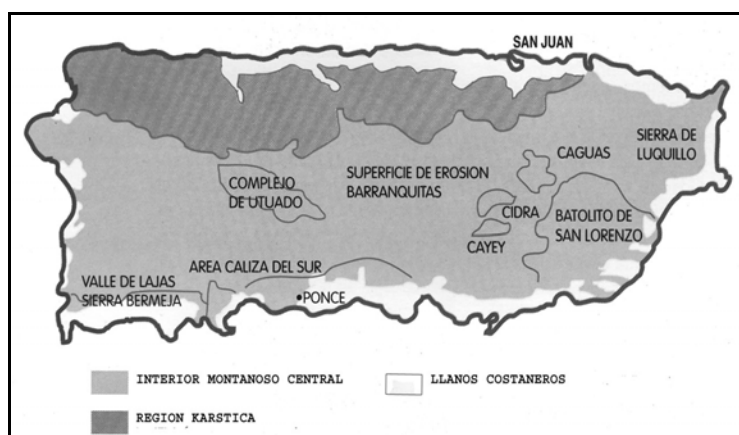 SAN JUAN
SIERRA DE
LUQUILLO
CAGUAS
COMPLEJO
DE UTUADO
SUPERFICIE DE EROSION
BARRANQUITAS
CIDRA
BATOLITO DE
SAN LORENZO
CAYEY
AREA CALIZA DEL SUR
VALLE DE LAJAS
SIERRA BERMEJA
PONCE
INTERIOR MONTANOSO CENTRAL
LLANOS COSTANEROS
REGION KARSTICA